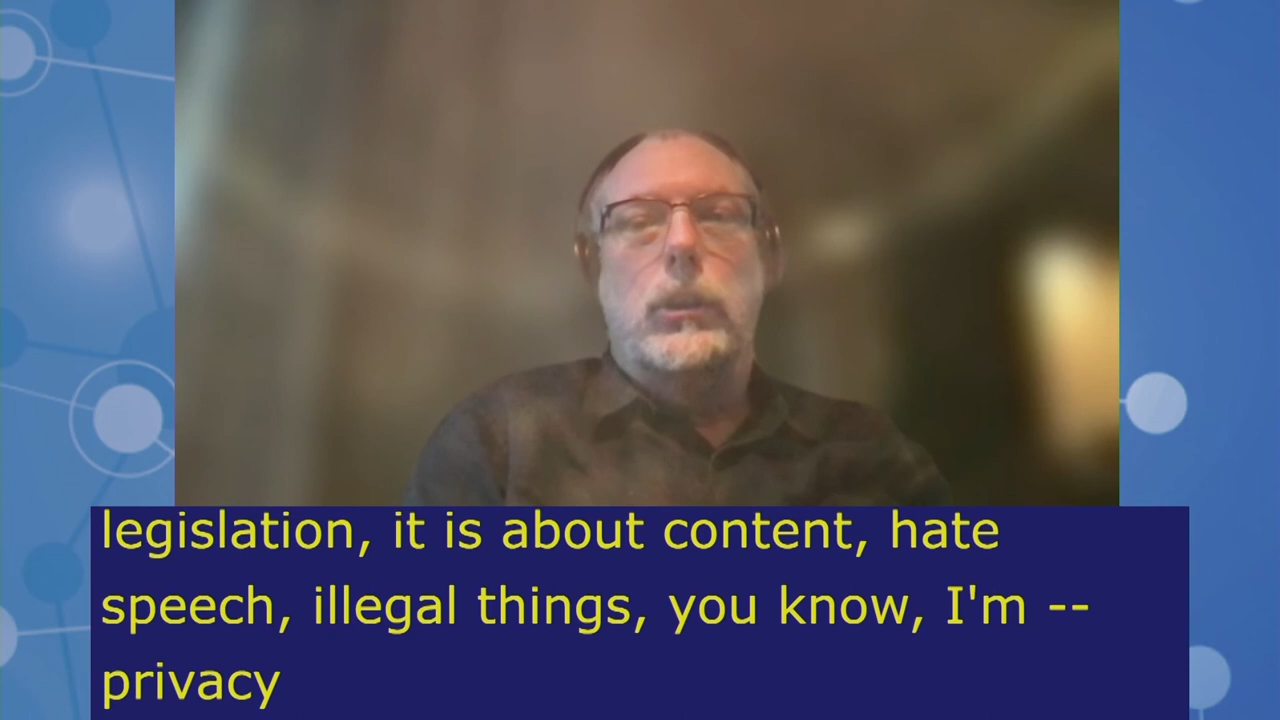 legislation, it is about content, hate
speech, illegal things, you know, I'm --
privacy